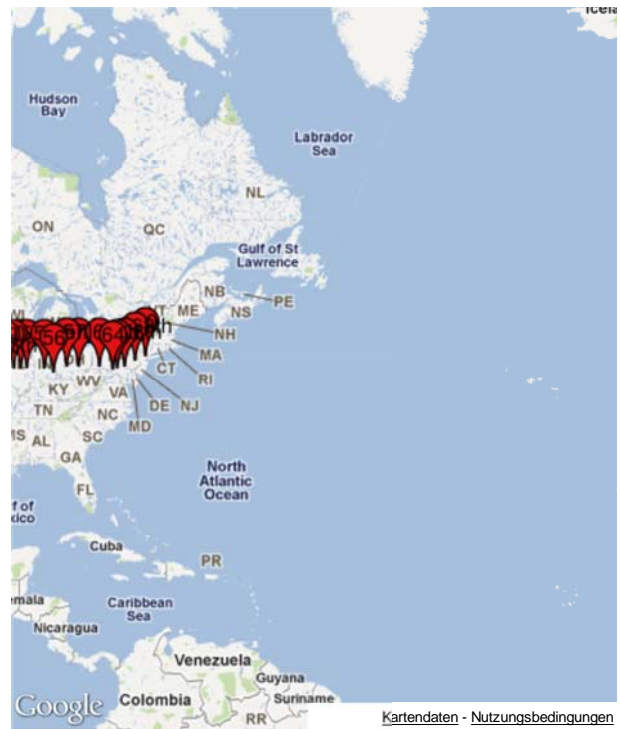 Hudson
Bay
Labrador
Sea
NL
ON
QC
Gulf of St
Lawrence
NB
PE
ME
NS
NH
MA
CT
RI
56
64
KY
WV
VA
DE
NJ
TN
NC
MD
AL
SC
GA
FL
North
Atlantic
Ocean
Cuba
PR
Caribbean
Sea
Nicaragua
Venezuela
Guyana
Google
Colombia
Suriname
RR
Kartendaten - Nutzungsbedingungen